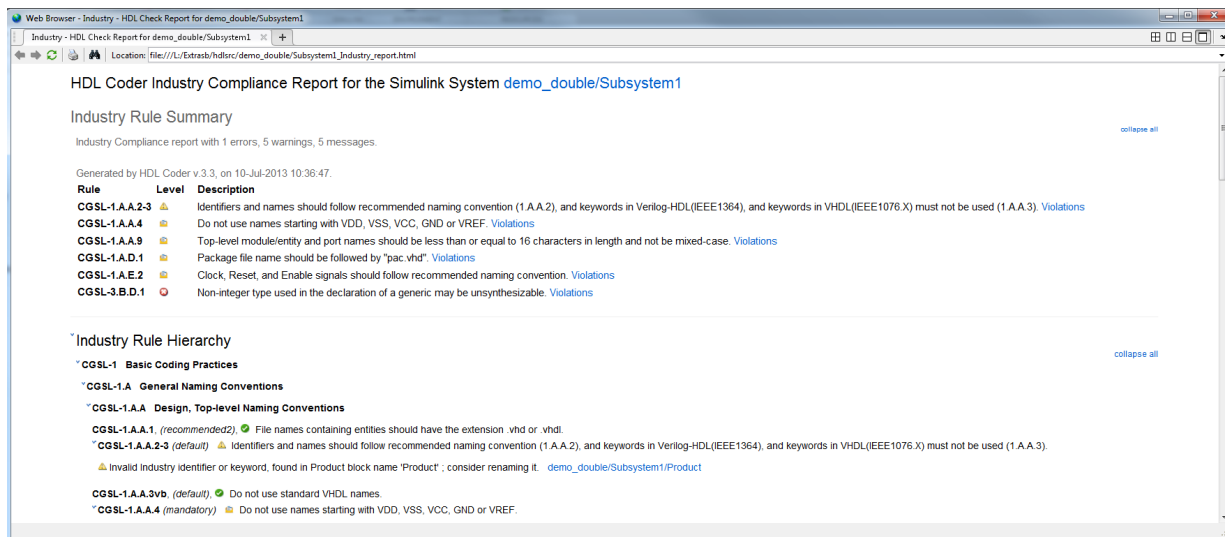 Web Browser - Industry - HDL Check Report for demo_double/Subsystem1
Industry - HDL Check Report for demo_double/Subsystem1
Location: file:///L:/Extrasb/hdlsrc/demo_double/Subsystem1_Industry_report.html
HDL Coder Industry Compliance Report for the Simulink System demo_double/Subsystem1
Industry Rule Summary
collapse all
Industry Compliance report with 1 errors, 5 warnings, 5 messages.
Generated by HDL Coder v.3.3, on 10-Jul-2013 10:36:47.
Rule Level Description
CGSL-1.A.A.2-3 Identifiers and names should follow recommended naming convention (1.A.A.2), and keywords in Verilog-HDL(IEEE1364), and keywords in VHDL(IEEE1076.X) must not be used (1.A.A.3). Violations
CGSL-1.A.A.4 Do not use names starting with VDD, VSS, VCC, GND or VREF. Violations
CGSL-1.A.A.9 Top-level module/entity and port names should be less than or equal to 16 characters in length and not be mixed-case. Violations
CGSL-1.A.D.1 Package file name should be followed by "pac.vhd". Violations
CGSL-1.A.E.2 Clock, Reset, and Enable signals should follow recommended naming convention. Violations
CGSL-3.B.D.1 Non-integer type used in the declaration of a generic may be unsynthesizable. Violations
Industry Rule Hierarchy
collapse all
CGSL-1 Basic Coding Practices
CGSL-1.A General Naming Conventions
CGSL-1.A.A Design, Top-level Naming Conventions
CGSL-1.A.A.1, (recommended2), File names containing entities should have the extension .vhd or .vhdl.
CGSL-1.A.A.2-3 (default) Identifiers and names should follow recommended naming convention (1.A.A.2), and keywords in Verilog-HDL(IEEE1364), and keywords in VHDL(IEEE1076.X) must not be used (1.A.A.3).
Invalid Industry identifier or keyword, found in Product block name 'Product' ; consider renaming it. demo_double/Subsystem1/Product
CGSL-1.A.A.3vb, (default), Do not use standard VHDL names.
CGSL-1.A.A.4 (mandatory) Do not use names starting with VDD, VSS, VCC, GND or VREF.